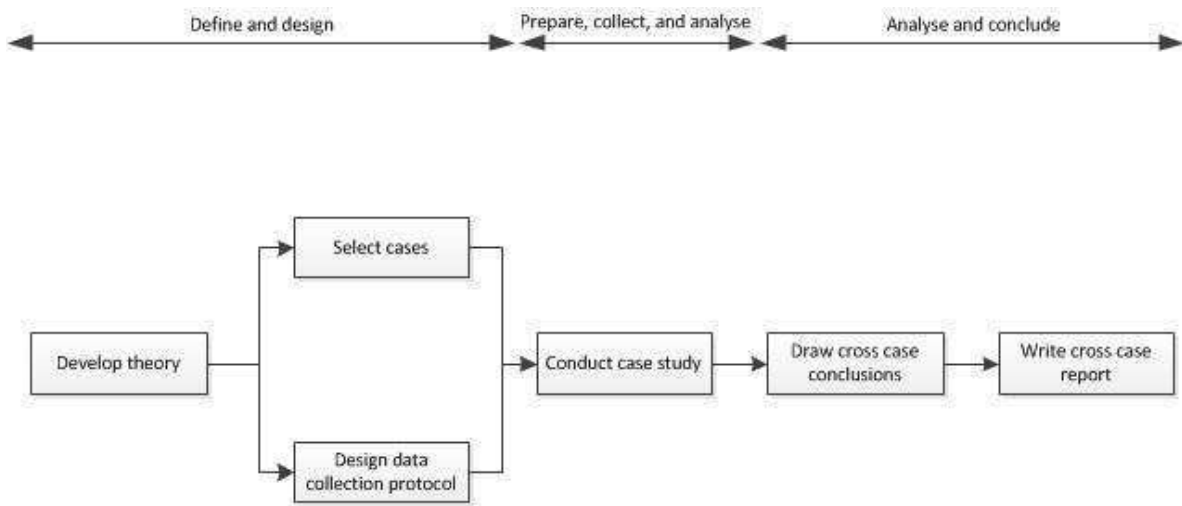 Define and design
Prepare, collect, and analyse
Analyse and conclude
Select cases
Develop theory
Conduct case study
Draw cross case
conclusions
Write cross case
report
Design data
collection protocol